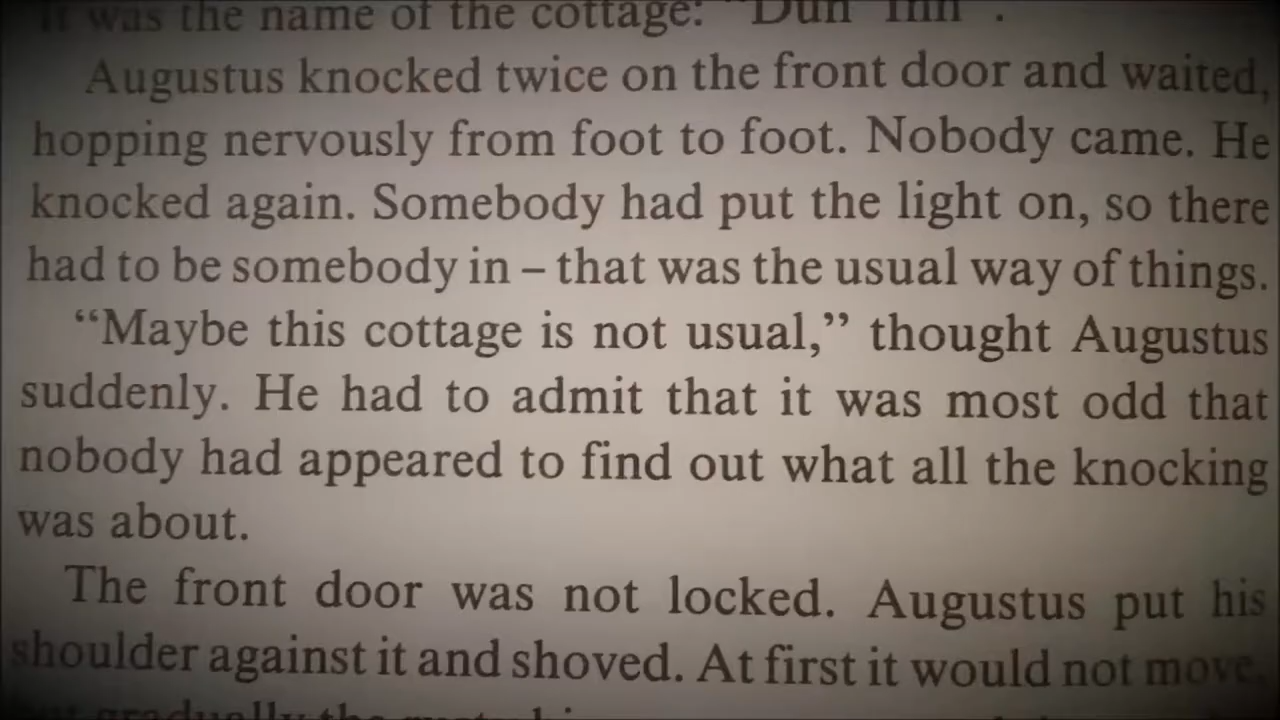 It was the name of the cottage: “Dun Inn”.
Augustus knocked twice on the front door and waited,
hopping nervously from foot to foot. Nobody came. He
knocked again. Somebody had put the light on, so there
had to be somebody in – that was the usual way of things.
“Maybe this cottage is not usual,” thought Augustus
suddenly. He had to admit that it was most odd that
nobody had appeared to find out what all the knocking
was about.
The front door was not locked. Augustus put his
shoulder against it and shoved. At first it would not move,
gradually the